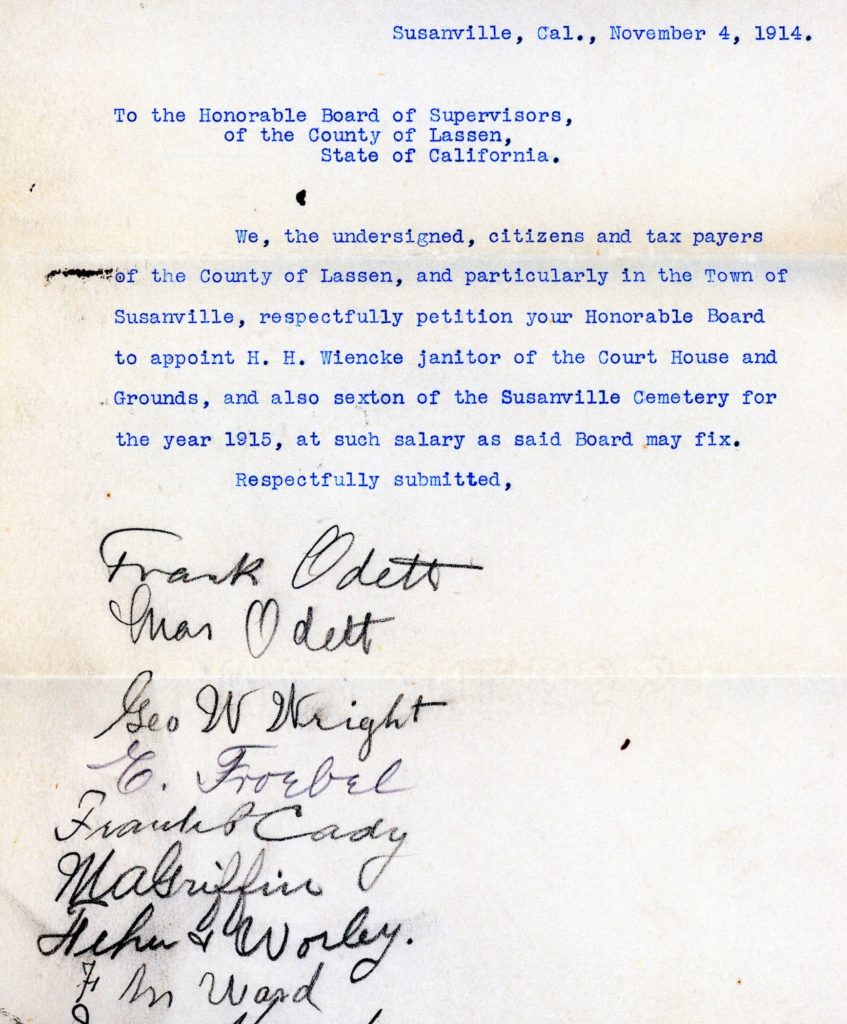 Susanville, Cal., November 4, 1914.
To the Honorable Board of Supervisors,
of the County of Lassen,
State of California.
We, the undersigned, citizens and tax payers
of the County of Lassen, and particularly in the Town of
Susanville, respectfully petition your Honorable Board
to appoint H. H. Wiencke janitor of the Court House and
Grounds, and also sexton of the Susanville Cemetery for
the year 1915, at such salary as said Board may fix.
Respectfully submitted,
Frank Odett
Odett
Geo W Wright
E. Froebel
Frank Cady
M A Griffin
& Worley.
F M Ward